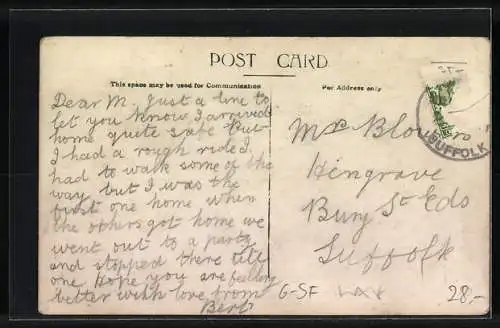 POST CARD
This space may be used for Communication
For Address only
Dear M. Just a line to
let you know I arrived
home quite safe but
I had a rough ride I
had to walk some of the
way but I was the
first one home when
the others got home we
went out to a party
and stopped there till
one Hope you are feeling
better with love from
Bert
Mrs
Hengrave
Bury St Eds
Suffolk
SUFFOLK
G-SF
28,-